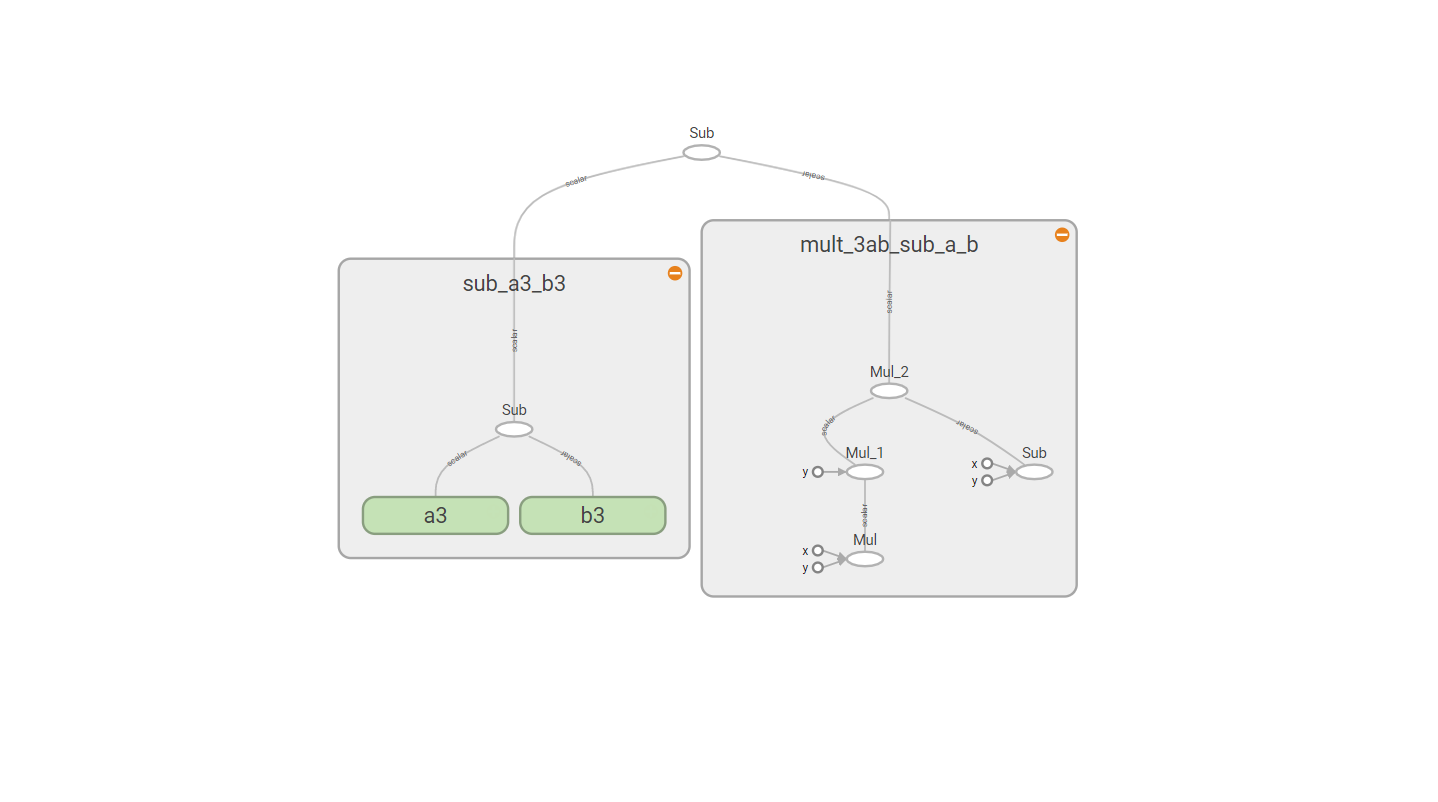 Sub
scalar
scalar
sub_a3_b3
scalar
Sub
scalar
scalar
a3
b3
mult_3ab_sub_a_b
scalar
Mul_2
scalar
scalar
Mul_1
y
Sub
x
y
scalar
Mul
x
y